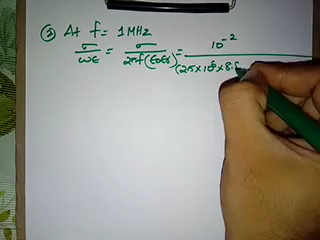 ③ At f = 1MHz
σ/ωε = σ/2πf(ε₀εᵣ) = 10⁻²/(2π×10⁶×8.